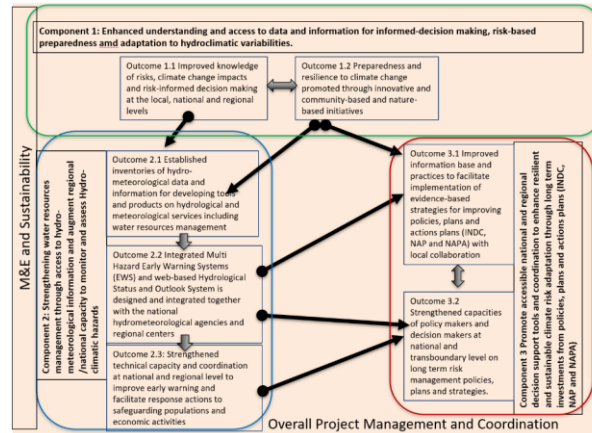 Component 1: Enhanced understanding and access to data and information for informed-decision making, risk-based
preparedness amd adaptation to hydroclimatic variabilities.
Outcome 1.1 Improved knowledge
of risks, climate change impacts
and risk-informed decision making
at the local, national and regional
levels
Outcome 1.2 Preparedness and
resilience to climate change
promoted through innovative and
community-based and nature-
based initiatives
M&E and Sustainability
Component 2: Strengthening water resources
management through access to hydro-
meteorological information and augment regional
/national capacity to monitor and assess Hydro-
climatic hazards
Outcome 2.1 Established
inventories of hydro-
meteorological data and
information for developing tools
and products on hydrological and
meteorological services including
water resources management
Outcome 2.2 Integrated Multi
Hazard Early Warning Systems (EWS)
and web-based Hydrological
Status and Outlook System is
designed and integrated together
with the national
hydrometeorological agencies and
regional centers
Outcome 2.3: Strengthened
technical capacity and coordination
at national and regional level to
improve early warning and
facilitate response actions to
safeguarding populations and
economic activities
Outcome 3.1 Improved
information base and
practices to facilitate
implementation of
evidence-based
strategies for improving
policies, plans and
actions plans (INDC,
NAP and NAPA) with
local collaboration
Outcome 3.2
Strengthened capacities
of policy makers and
decision makers at
national and
transboundary level on
long term risk
management policies,
plans and strategies.
Component 3 Promote accessible national and regional
decision support tools and coordination to enhance resilient
and sustainable climate risk adaptation through long term
investments from policies, plans and actions plans (INDC,
NAP and NAPA)
Overall Project Management and Coordination